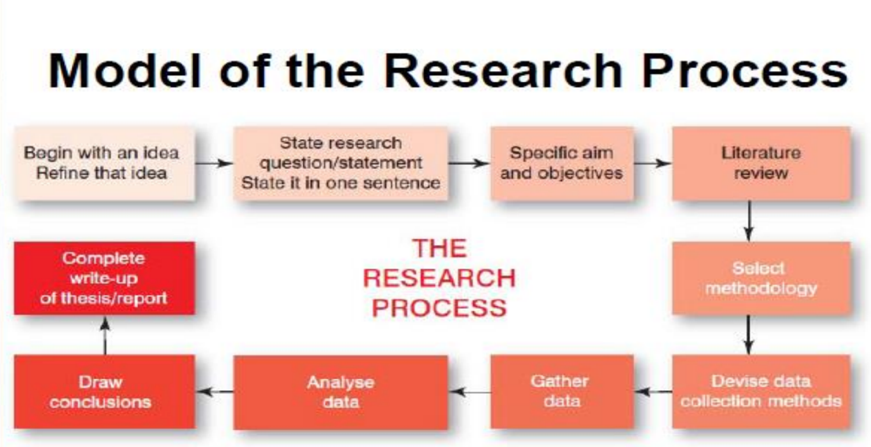 Model of the Research Process
Begin with an idea
Refine that idea
State research
question/statement
State it in one sentence
Specific aim
and objectives
Literature
review
Complete
write-up
of thesis/report
THE
RESEARCH
PROCESS
Select
methodology
Draw
conclusions
Analyse
data
Gather
data
Devise data
collection methods